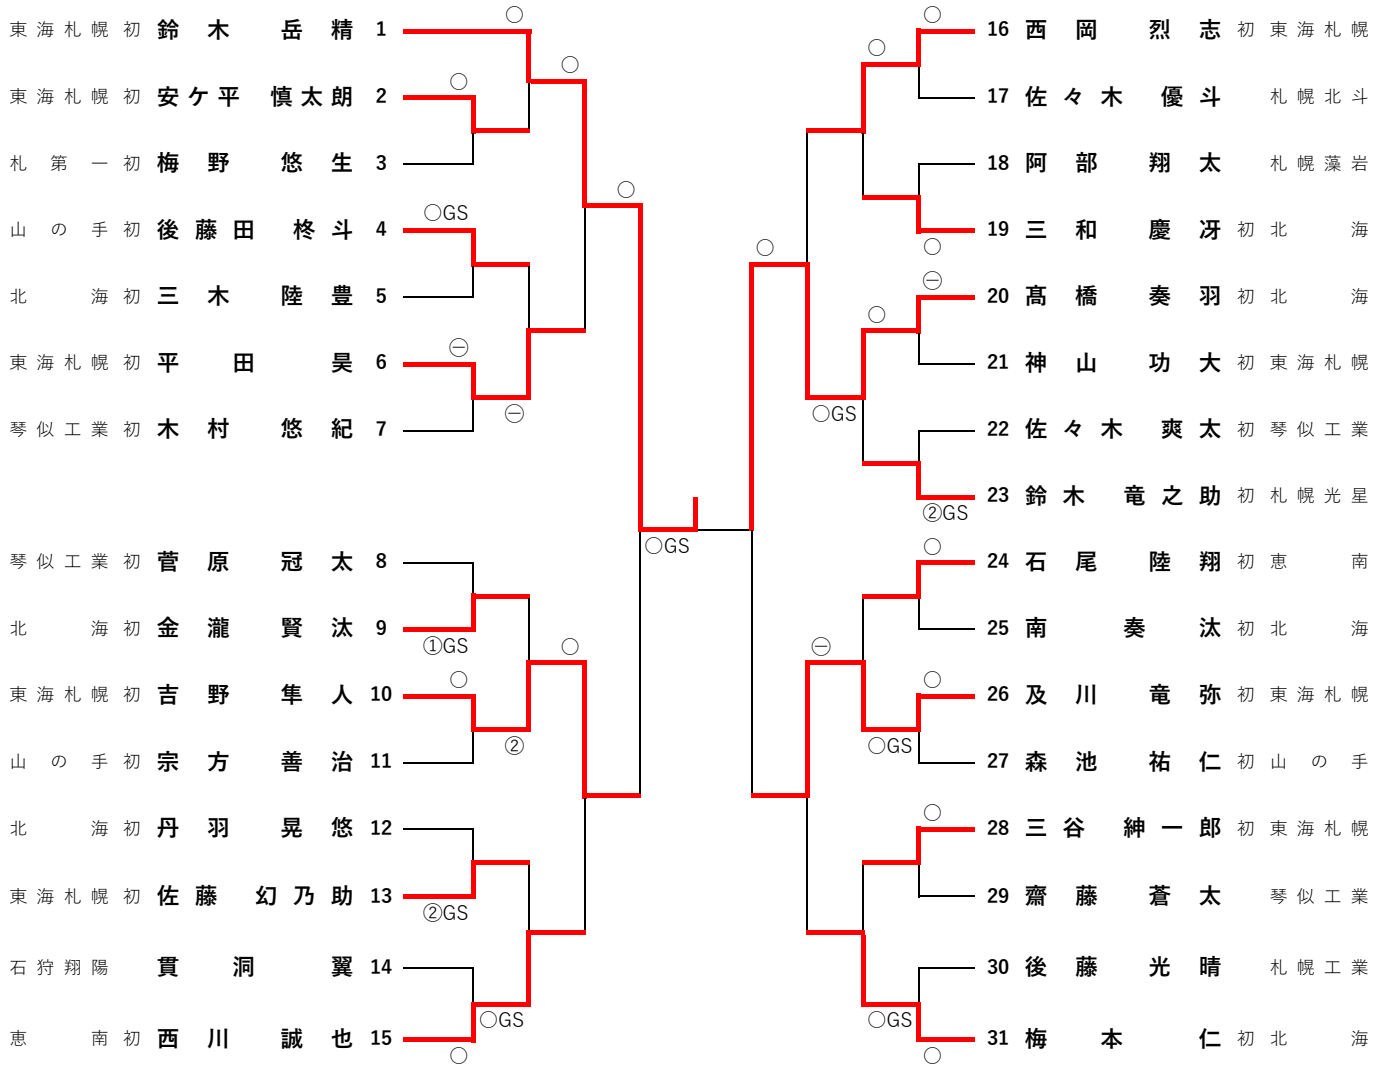 東海札幌 初 鈴木 岳精 1
東海札幌 初 安ケ平 慎太朗 2
札第一 初 梅野 悠生 3
山の手 初 後藤田 柊斗 4
北海 初 三木 陸豊 5
東海札幌 初 平田 昊 6
琴似工業 初 木村 悠紀 7
琴似工業 初 菅原 冠太 8
北海 初 金瀧 賢汰 9
東海札幌 初 吉野 隼人 10
山の手 初 宗方 善治 11
北海 初 丹羽 晃悠 12
東海札幌 初 佐藤 幻乃助 13
石狩翔陽 貫洞 翼 14
恵南 初 西川 誠也 15
○
○
○
○GS
○
㊀
㊀
①GS
○
○
②
②GS
○GS
○
○GS
16 西岡 烈志 初 東海札幌
17 佐々木 優斗 札幌北斗
18 阿部 翔太 札幌藻岩
19 三和 慶冴 初 北海
20 髙橋 奏羽 初 北海
21 神山 功大 初 東海札幌
22 佐々木 爽太 初 琴似工業
23 鈴木 竜之助 初 札幌光星
24 石尾 陸翔 初 恵南
25 南 奏汰 初 北海
26 及川 竜弥 初 東海札幌
27 森池 祐仁 初 山の手
28 三谷 紳一郎 初 東海札幌
29 齋藤 蒼太 琴似工業
30 後藤 光晴 札幌工業
31 梅本 仁 初 北海
○
○
○
○
㊀
○
○GS
②GS
○
㊀
○
○GS
○
○GS
○